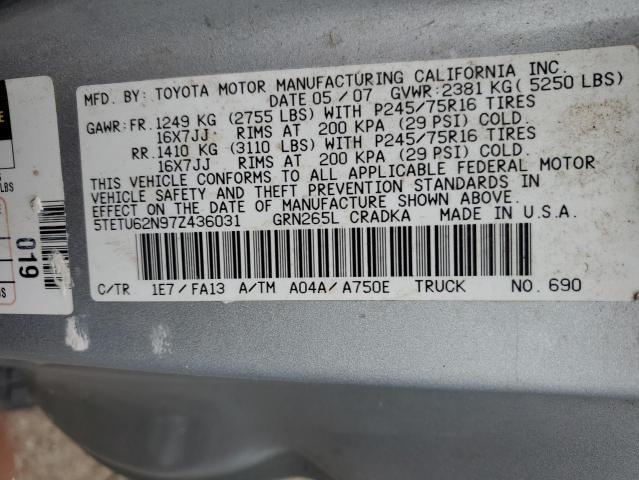 MFD. BY: TOYOTA MOTOR MANUFACTURING CALIFORNIA INC.
DATE 05 / 07 GVWR: 2381 KG ( 5250 LBS)
GAWR: FR. 1249 KG (2755 LBS) WITH P245/75R16 TIRES
16X7JJ RIMS AT 200 KPA (29 PSI) COLD.
RR. 1410 KG (3110 LBS) WITH P245/75R16 TIRES
16X7JJ RIMS AT 200 KPA (29 PSI) COLD.
THIS VEHICLE CONFORMS TO ALL APPLICABLE FEDERAL MOTOR
VEHICLE SAFETY AND THEFT PREVENTION STANDARDS IN
EFFECT ON THE DATE OF MANUFACTURE SHOWN ABOVE.
5TETU62N97Z436031 GRN265L CRADKA MADE IN U.S.A.
C/TR 1E7 / FA13 A/TM A04A / A750E TRUCK NO. 690
019
LBS